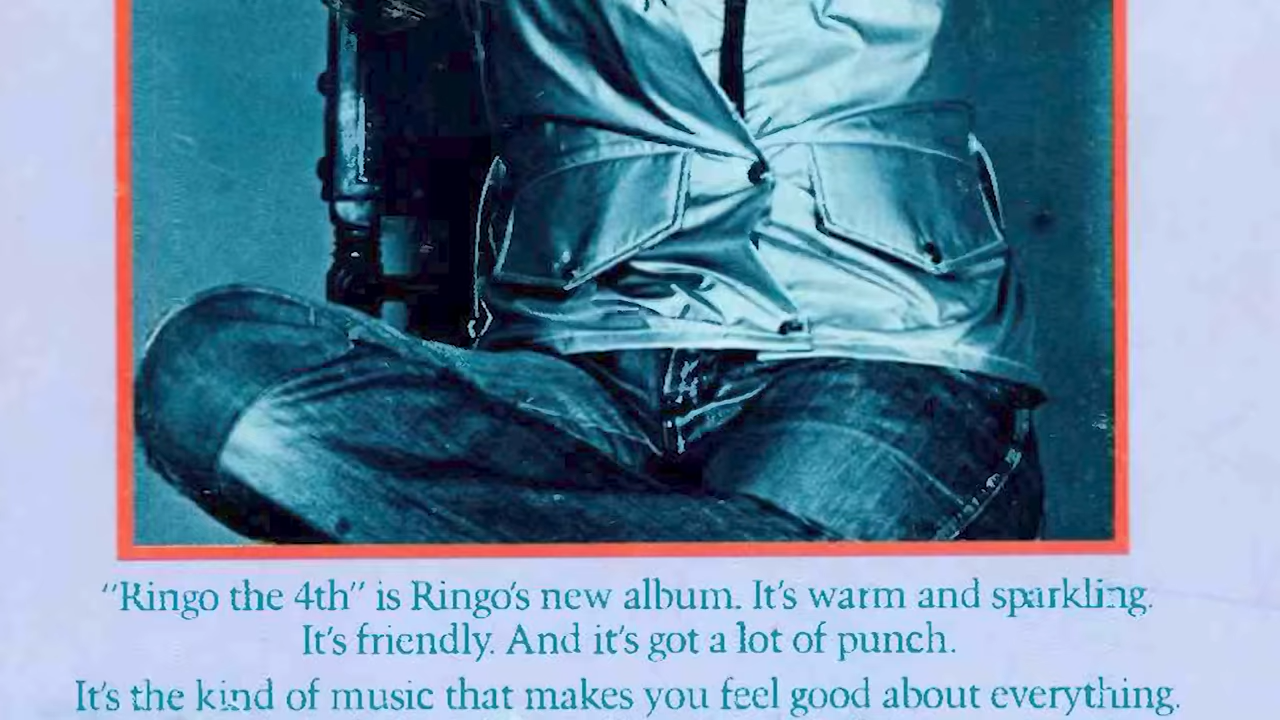 “Ringo the 4th” is Ringo's new album. It's warm and sparkling.
It's friendly. And it's got a lot of punch.
It's the kind of music that makes you feel good about everything.